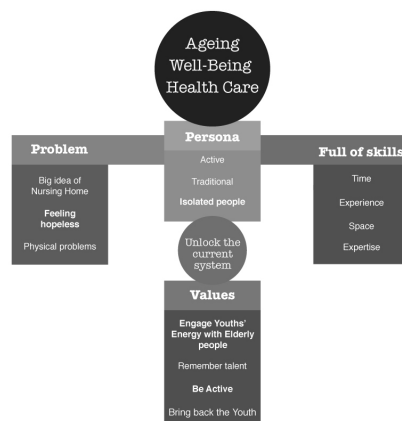 Ageing
Well-Being
Health Care
Problem
Big idea of
Nursing Home
Feeling
hopeless
Physical problems
Persona
Active
Traditional
Isolated people
Full of skills
Time
Experience
Space
Expertise
Unlock the
current
system
Values
Engage Youths'
Energy with Elderly
people
Remember talent
Be Active
Bring back the Youth